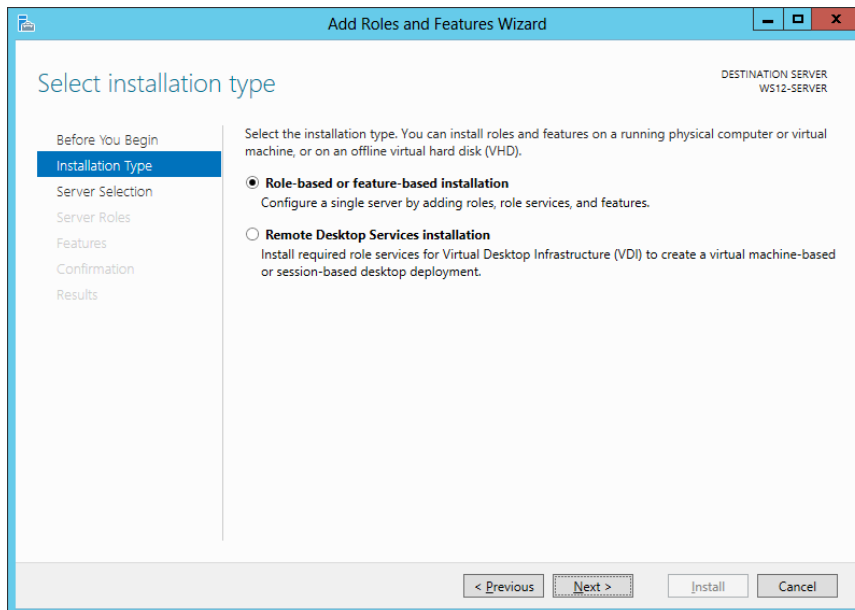 Add Roles and Features Wizard
Select installation type
DESTINATION SERVER
WS12-SERVER
Before You Begin
Installation Type
Server Selection
Server Roles
Features
Confirmation
Results
Select the installation type. You can install roles and features on a running physical computer or virtual
machine, or on an offline virtual hard disk (VHD).
Role-based or feature-based installation
Configure a single server by adding roles, role services, and features.
Remote Desktop Services installation
Install required role services for Virtual Desktop Infrastructure (VDI) to create a virtual machine-based
or session-based desktop deployment.
< Previous
Next >
Install
Cancel